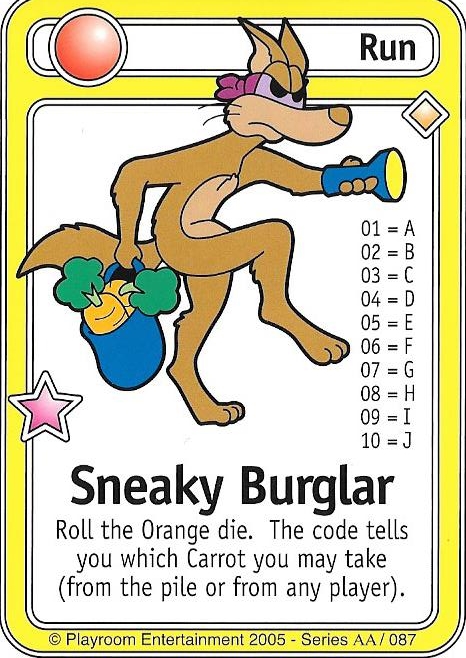 Run
01 = A
02 = B
03 = C
04 = D
05 = E
06 = F
07 = G
08 = H
09 = I
10 = J
Sneaky Burglar
Roll the Orange die. The code tells
you which Carrot you may take
(from the pile or from any player).
© Playroom Entertainment 2005 - Series AA / 087